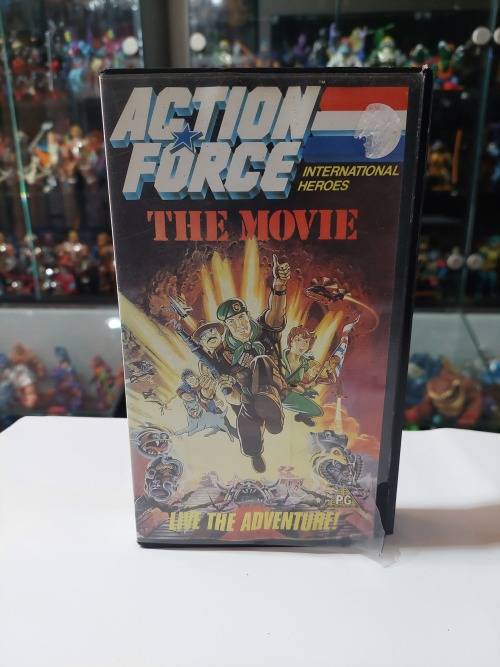 ACTION
FORCE
INTERNATIONAL
HEROES
THE MOVIE
LIVE THE ADVENTURE!
PG